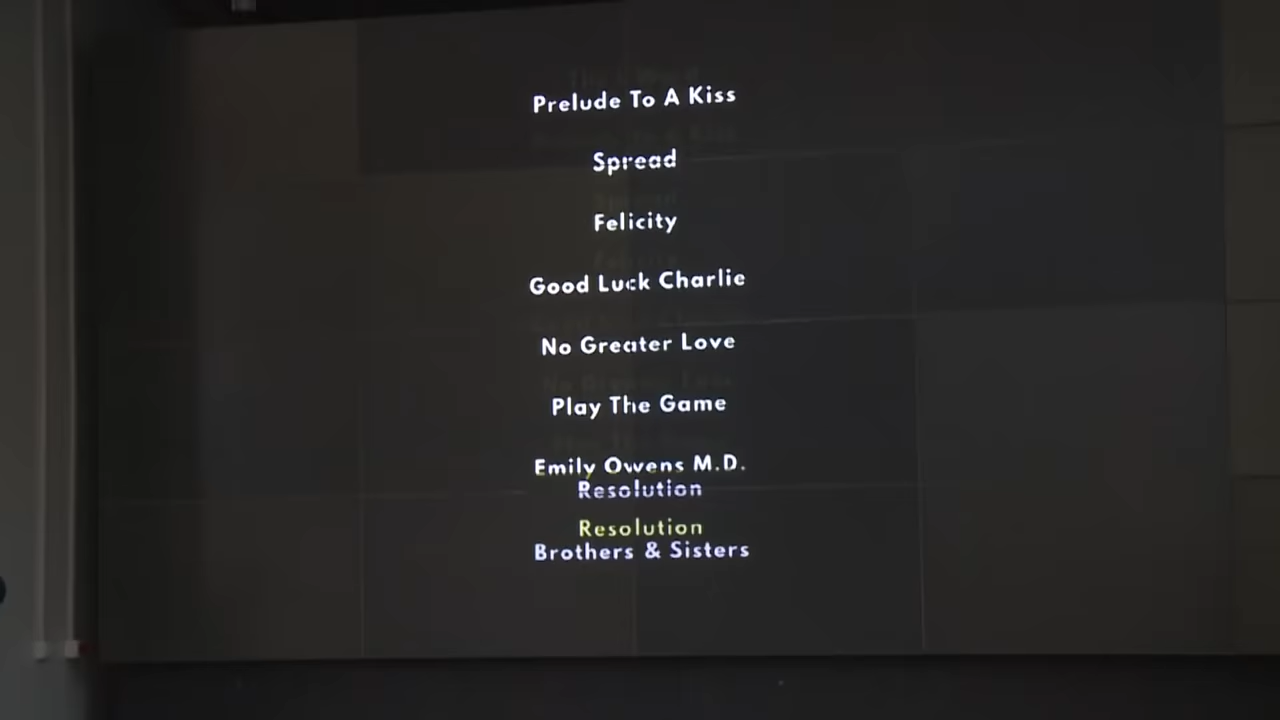 Prelude To A Kiss
Spread
Felicity
Good Luck Charlie
No Greater Love
Play The Game
Emily Owens M.D.
Resolution
Resolution
Brothers & Sisters